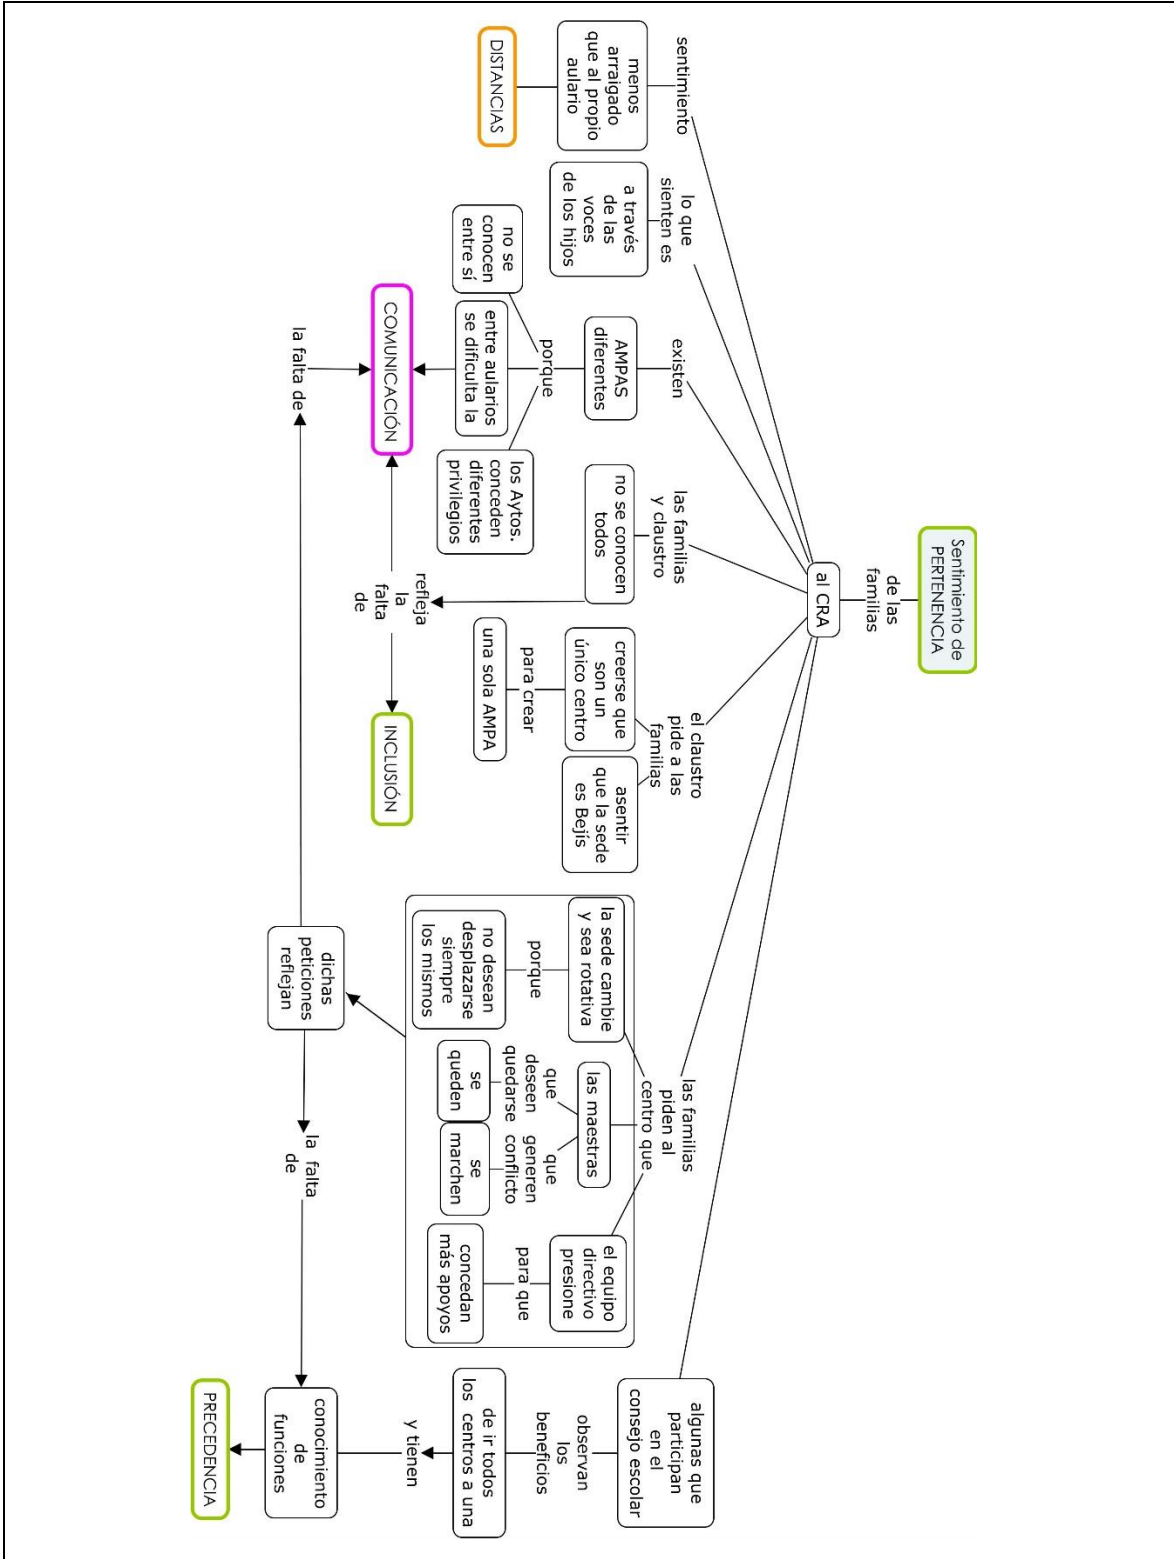 Sentimiento de
PERTENENCIA
de las
familias
al CRA
sentimiento
menos
arraigado
que al propio
aulario
DISTANCIAS
lo que
sienten es
a través
de las
voces
de los hijos
existen
AMPAS
diferentes
porque
no se
conocen
entre sí
entre aularios
se dificulta la
los Aytos.
conceden
diferentes
privilegios
COMUNICACIÓN
las familias
y claustro
no se conocen
todos
refleja
la
falta
de
INCLUSIÓN
el claustro
pide a las
familias
creerse que
son un
único centro
para crear
una sola AMPA
asentir
que la sede
es Bejís
las familias
piden al
centro que
la sede cambie
y sea rotativa
porque
no desean
desplazarse
siempre
los mismos
las maestras
que
deseen
quedarse
se
queden
que
generen
conflicto
se
marchen
el equipo
directivo
presione
para que
concedan
más apoyos
dichas
peticiones
reflejan
la falta de
la falta
de
algunas que
participan
en el
consejo escolar
observan
los
beneficios
de ir todos
los centros a una
y tienen
conocimiento
de
funciones
PRECEDENCIA